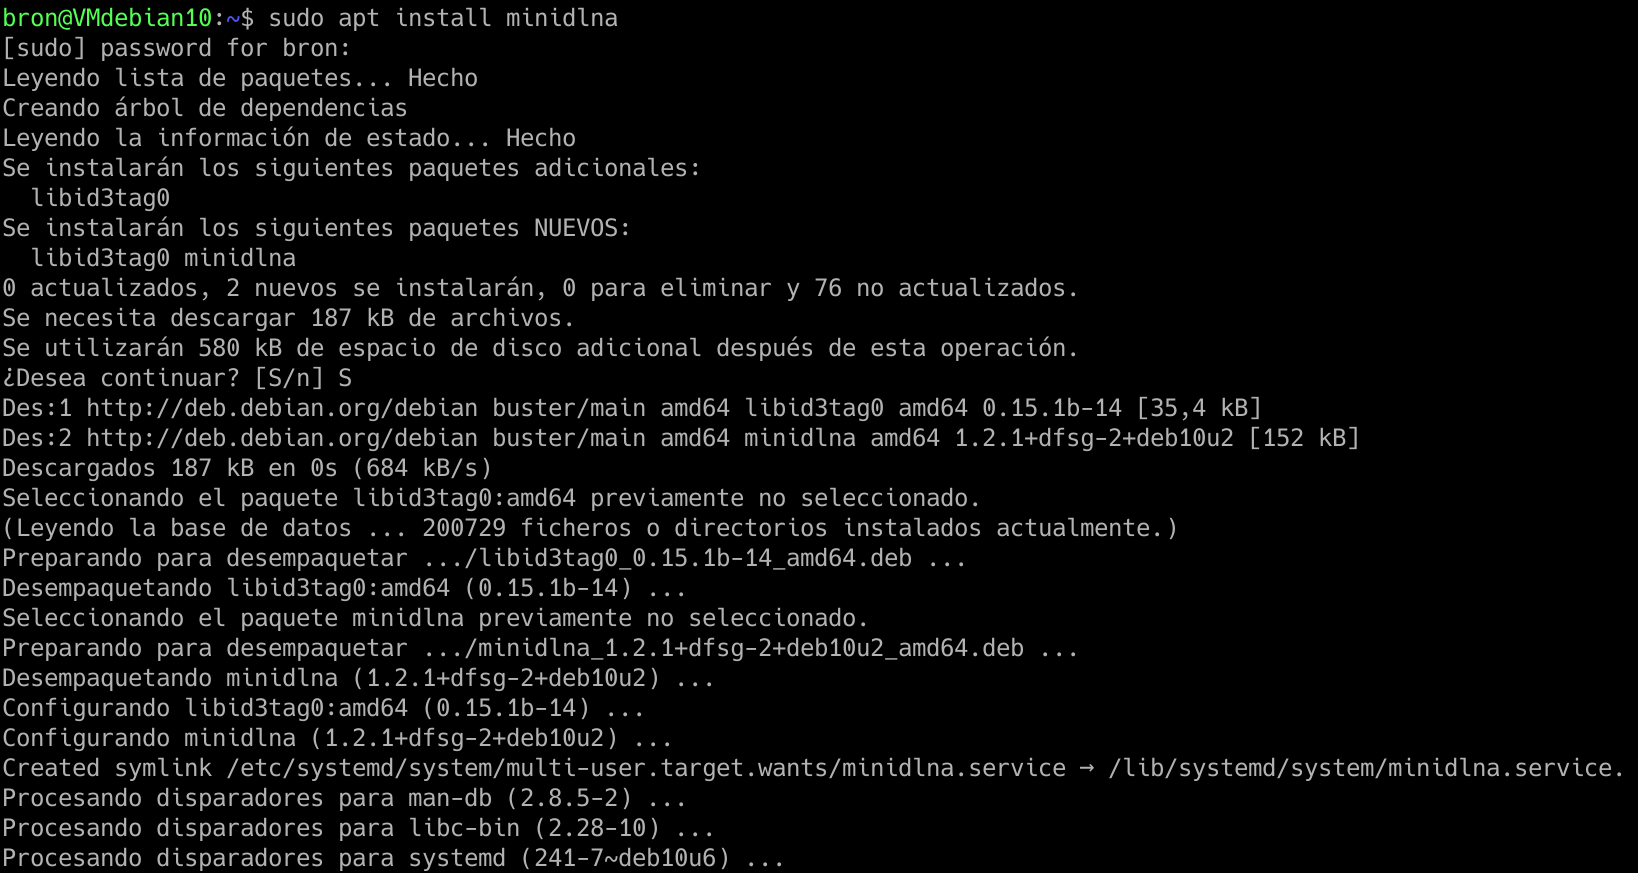 bron@VMdebian10:~$ sudo apt install minidlna
[sudo] password for bron:
Leyendo lista de paquetes... Hecho
Creando árbol de dependencias
Leyendo la información de estado... Hecho
Se instalarán los siguientes paquetes adicionales:
  libid3tag0
Se instalarán los siguientes paquetes NUEVOS:
  libid3tag0 minidlna
0 actualizados, 2 nuevos se instalarán, 0 para eliminar y 76 no actualizados.
Se necesita descargar 187 kB de archivos.
Se utilizarán 580 kB de espacio de disco adicional después de esta operación.
¿Desea continuar? [S/n] S
Des:1 http://deb.debian.org/debian buster/main amd64 libid3tag0 amd64 0.15.1b-14 [35,4 kB]
Des:2 http://deb.debian.org/debian buster/main amd64 minidlna amd64 1.2.1+dfsg-2+deb10u2 [152 kB]
Descargados 187 kB en 0s (684 kB/s)
Seleccionando el paquete libid3tag0:amd64 previamente no seleccionado.
(Leyendo la base de datos ... 200729 ficheros o directorios instalados actualmente.)
Preparando para desempaquetar .../libid3tag0_0.15.1b-14_amd64.deb ...
Desempaquetando libid3tag0:amd64 (0.15.1b-14) ...
Seleccionando el paquete minidlna previamente no seleccionado.
Preparando para desempaquetar .../minidlna_1.2.1+dfsg-2+deb10u2_amd64.deb ...
Desempaquetando minidlna (1.2.1+dfsg-2+deb10u2) ...
Configurando libid3tag0:amd64 (0.15.1b-14) ...
Configurando minidlna (1.2.1+dfsg-2+deb10u2) ...
Created symlink /etc/systemd/system/multi-user.target.wants/minidlna.service → /lib/systemd/system/minidlna.service.
Procesando disparadores para man-db (2.8.5-2) ...
Procesando disparadores para libc-bin (2.28-10) ...
Procesando disparadores para systemd (241-7~deb10u6) ...